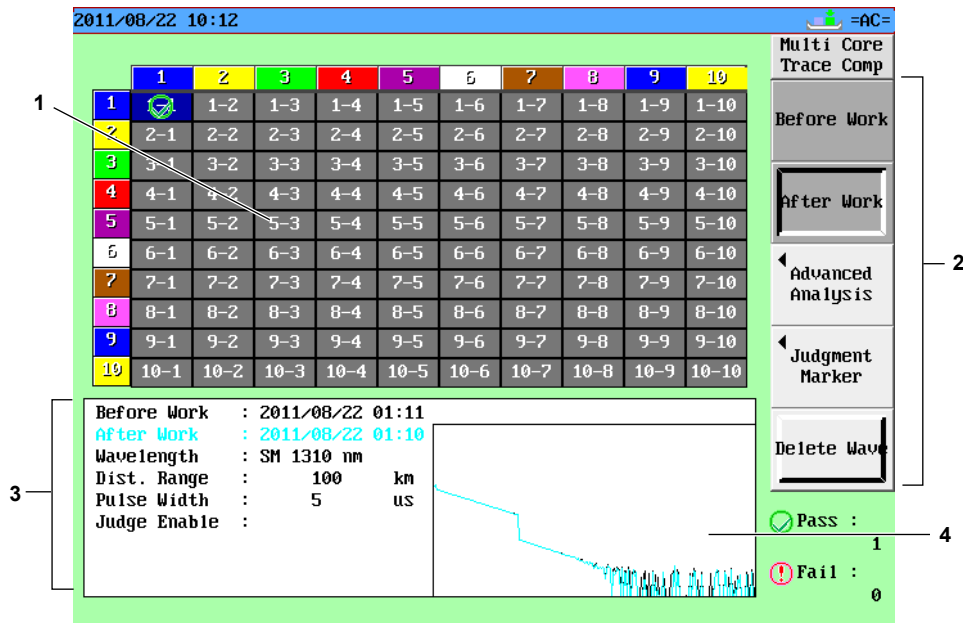 2011/08/22 10:12 =AC=
Multi Core
Trace Comp
1 2 3 4 5 6 7 8 9 10
1 1-1 1-2 1-3 1-4 1-5 1-6 1-7 1-8 1-9 1-10
2 2-1 2-2 2-3 2-4 2-5 2-6 2-7 2-8 2-9 2-10
3 3-1 3-2 3-3 3-4 3-5 3-6 3-7 3-8 3-9 3-10
4 4-1 4-2 4-3 4-4 4-5 4-6 4-7 4-8 4-9 4-10
5 5-1 5-2 5-3 5-4 5-5 5-6 5-7 5-8 5-9 5-10
6 6-1 6-2 6-3 6-4 6-5 6-6 6-7 6-8 6-9 6-10
7 7-1 7-2 7-3 7-4 7-5 7-6 7-7 7-8 7-9 7-10
8 8-1 8-2 8-3 8-4 8-5 8-6 8-7 8-8 8-9 8-10
9 9-1 9-2 9-3 9-4 9-5 9-6 9-7 9-8 9-9 9-10
10 10-1 10-2 10-3 10-4 10-5 10-6 10-7 10-8 10-9 10-10
Before Work
After Work
Advanced
Analysis
Judgment
Marker
Delete Wave
Before Work : 2011/08/22 01:11
After Work : 2011/08/22 01:10
Wavelength : SM 1310 nm
Dist. Range : 100 km
Pulse Width : 5 us
Judge Enable :
Pass :
1
Fail :
0
1
2
3
4